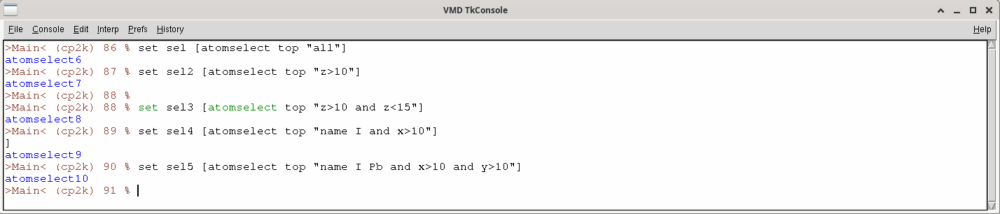 VMD TkConsole
File Console Edit Interp Prefs History Help
>Main< (cp2k) 86 % set sel [atomselect top "all"]
atomselect6
>Main< (cp2k) 87 % set sel2 [atomselect top "z>10"]
atomselect7
>Main< (cp2k) 88 %
>Main< (cp2k) 88 % set sel3 [atomselect top "z>10 and z<15"]
atomselect8
>Main< (cp2k) 89 % set sel4 [atomselect top "name I and x>10"]
]
atomselect9
>Main< (cp2k) 90 % set sel5 [atomselect top "name I Pb and x>10 and y>10"]
atomselect10
>Main< (cp2k) 91 %